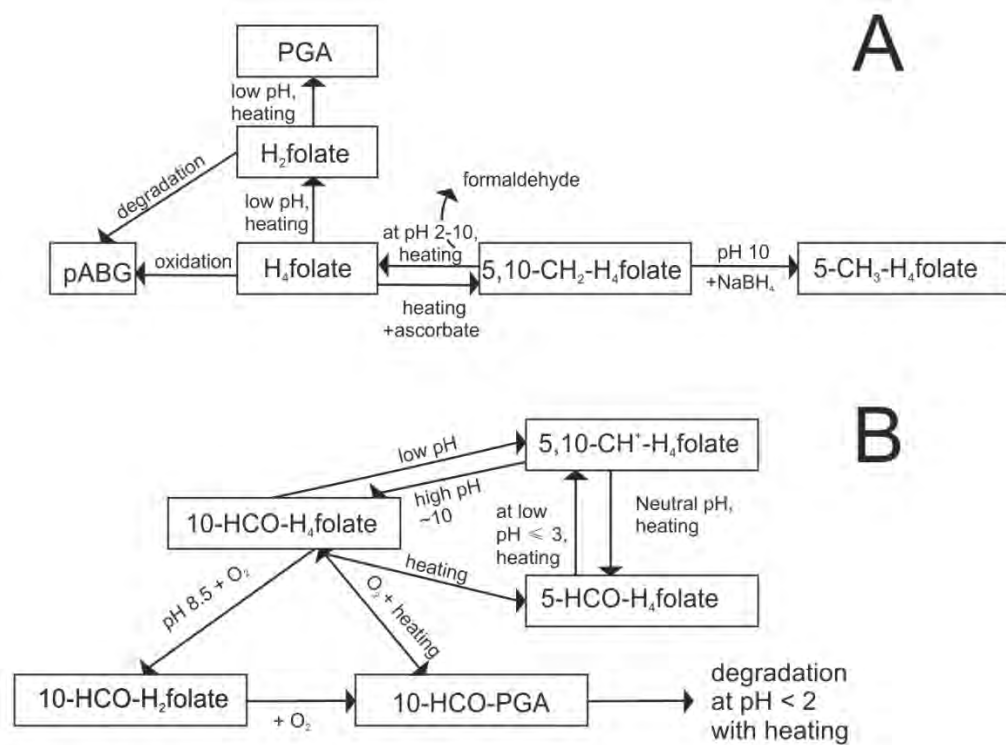 A
PGA
low pH,
heating
H₂folate
degradation
low pH,
heating
formaldehyde
at pH 2-10,
heating
pABG
oxidation
H₄folate
5,10-CH₂-H₄folate
pH 10
+NaBH₄
5-CH₃-H₄folate
heating
+ascorbate
B
5,10-CH⁺-H₄folate
low pH
high pH
~10
10-HCO-H₄folate
at low
pH ⩽ 3,
heating
Neutral pH,
heating
heating
5-HCO-H₄folate
pH 8.5 + O₂
O₂ + heating
10-HCO-H₂folate
+ O₂
10-HCO-PGA
degradation
at pH < 2
with heating